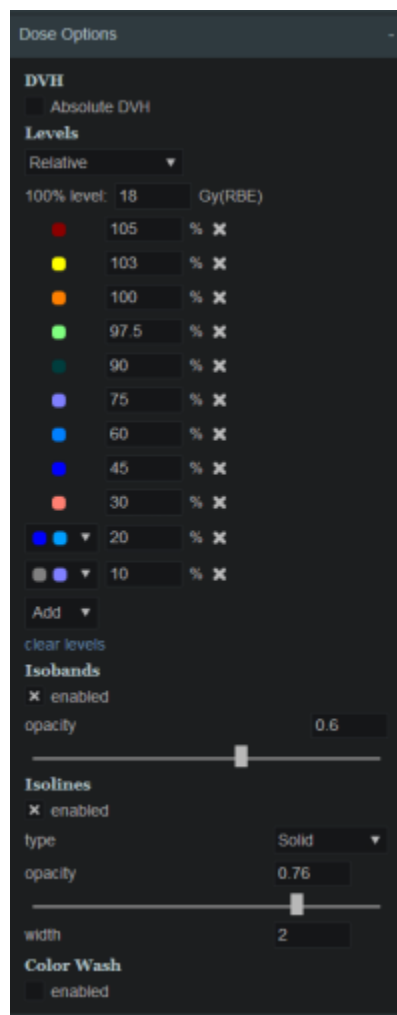 Dose Options -
DVH
Absolute DVH
Levels
Relative
100% level: 18 Gy(RBE)
105 %
103 %
100 %
97.5 %
90 %
75 %
60 %
45 %
30 %
20 %
10 %
Add
clear levels
Isobands
enabled
opacity 0.6
Isolines
enabled
type Solid
opacity 0.76
width 2
Color Wash
enabled